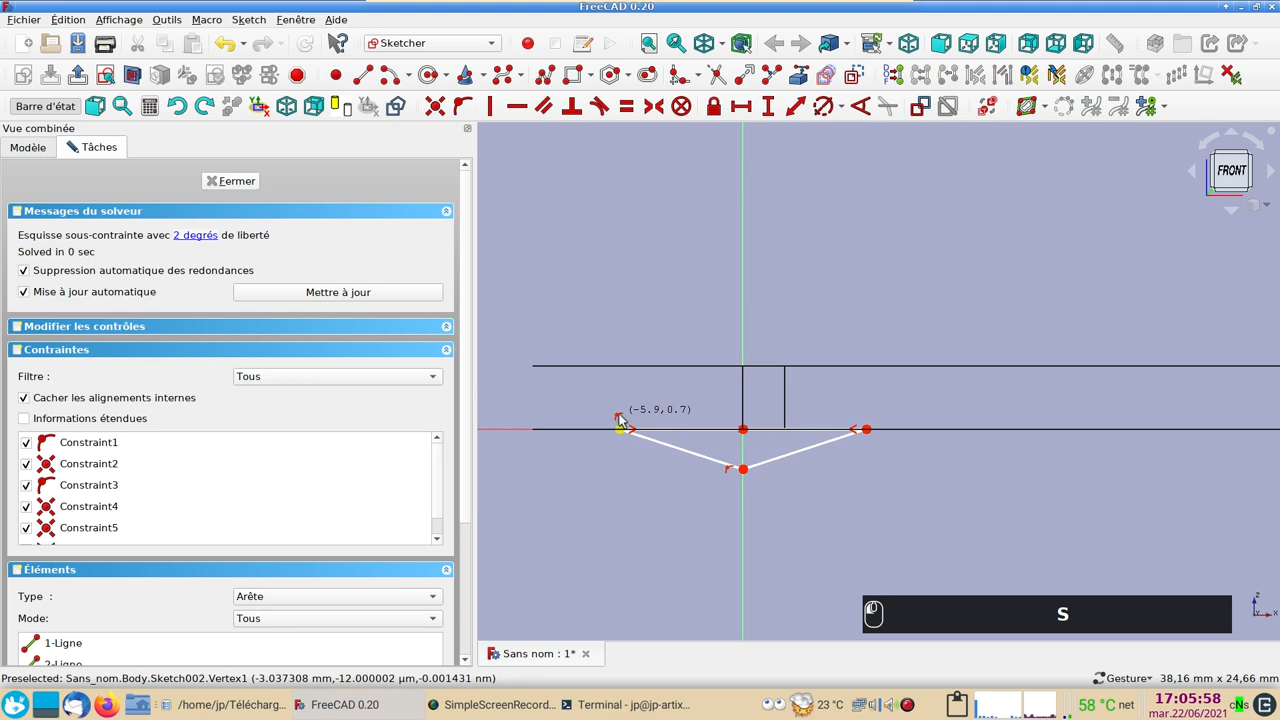 FreeCAD 0.20
Fichier Édition Affichage Outils Macro Sketch Fenêtre Aide
Sketcher
Barre d'état
Vue combinée
Modèle Tâches
Fermer
Messages du solveur
Esquisse sous-contrainte avec 2 degrés de liberté
Solved in 0 sec
Suppression automatique des redondances
Mise à jour automatique Mettre à jour
Modifier les contrôles
Contraintes
Filtre : Tous
Cacher les alignements internes
Informations étendues
Constraint1
Constraint2
Constraint3
Constraint4
Constraint5
Éléments
Type : Arête
Mode: Tous
1-Ligne
2-Ligne
(-5.9,0.7)
FRONT
S
Sans nom : 1*
Preselected: Sans_nom.Body.Sketch002.Vertex1 (-3.037308 mm,-12.000002 µm,-0.001431 nm) Gesture 38,16 mm x 24,66 mm
/home/jp/Télécharg... FreeCAD 0.20 SimpleScreenRecord... Terminal - jp@jp-artix... 23 °C 58 °C net 17:05:58
mar.22/06/2021